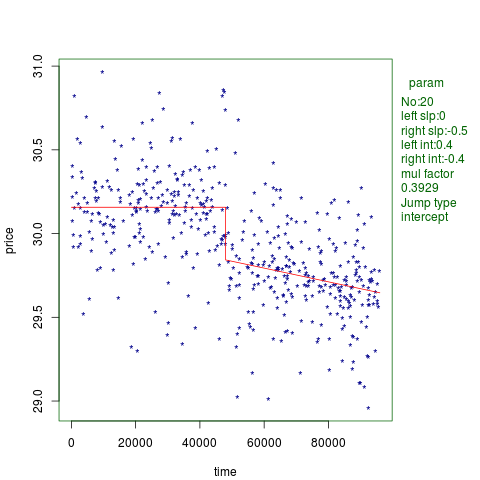 31.0
30.5
30.0
29.5
29.0
price
0
20000
40000
60000
80000
time
param
No:20
left slp:0
right slp:-0.5
left int:0.4
right int:-0.4
mul factor
0.3929
Jump type
intercept